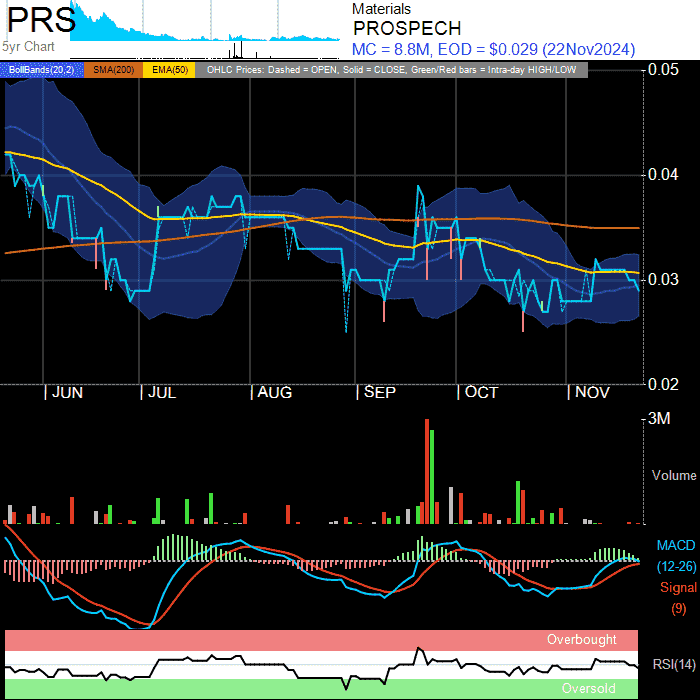 PRS
5yr Chart
Materials
PROSPECH
MC = 8.8M, EOD = $0.029 (22Nov2024)
BollBands(20,2) SMA(200) EMA(50) OHLC Prices: Dashed = OPEN, Solid = CLOSE, Green/Red bars = Intra-day HIGH/LOW
0.05
0.04
0.03
0.02
|JUN |JUL |AUG |SEP |OCT |NOV
3M
Volume
MACD
(12-26)
Signal
(9)
Overbought
RSI(14)
Oversold